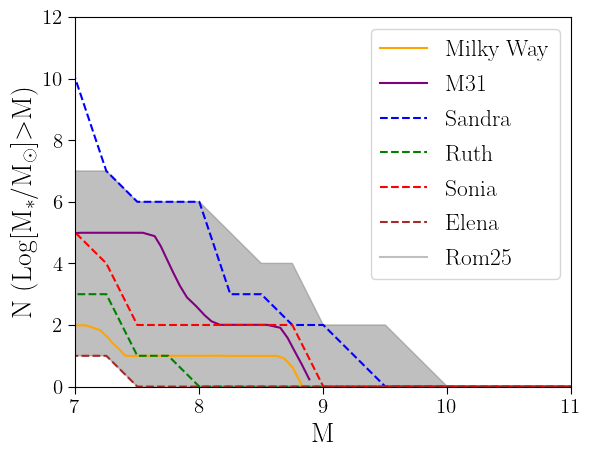 12
10
8
6
4
2
0
7
8
9
10
11
N (Log[M*/M⊙]>M)
M
Milky Way
M31
Sandra
Ruth
Sonia
Elena
Rom25